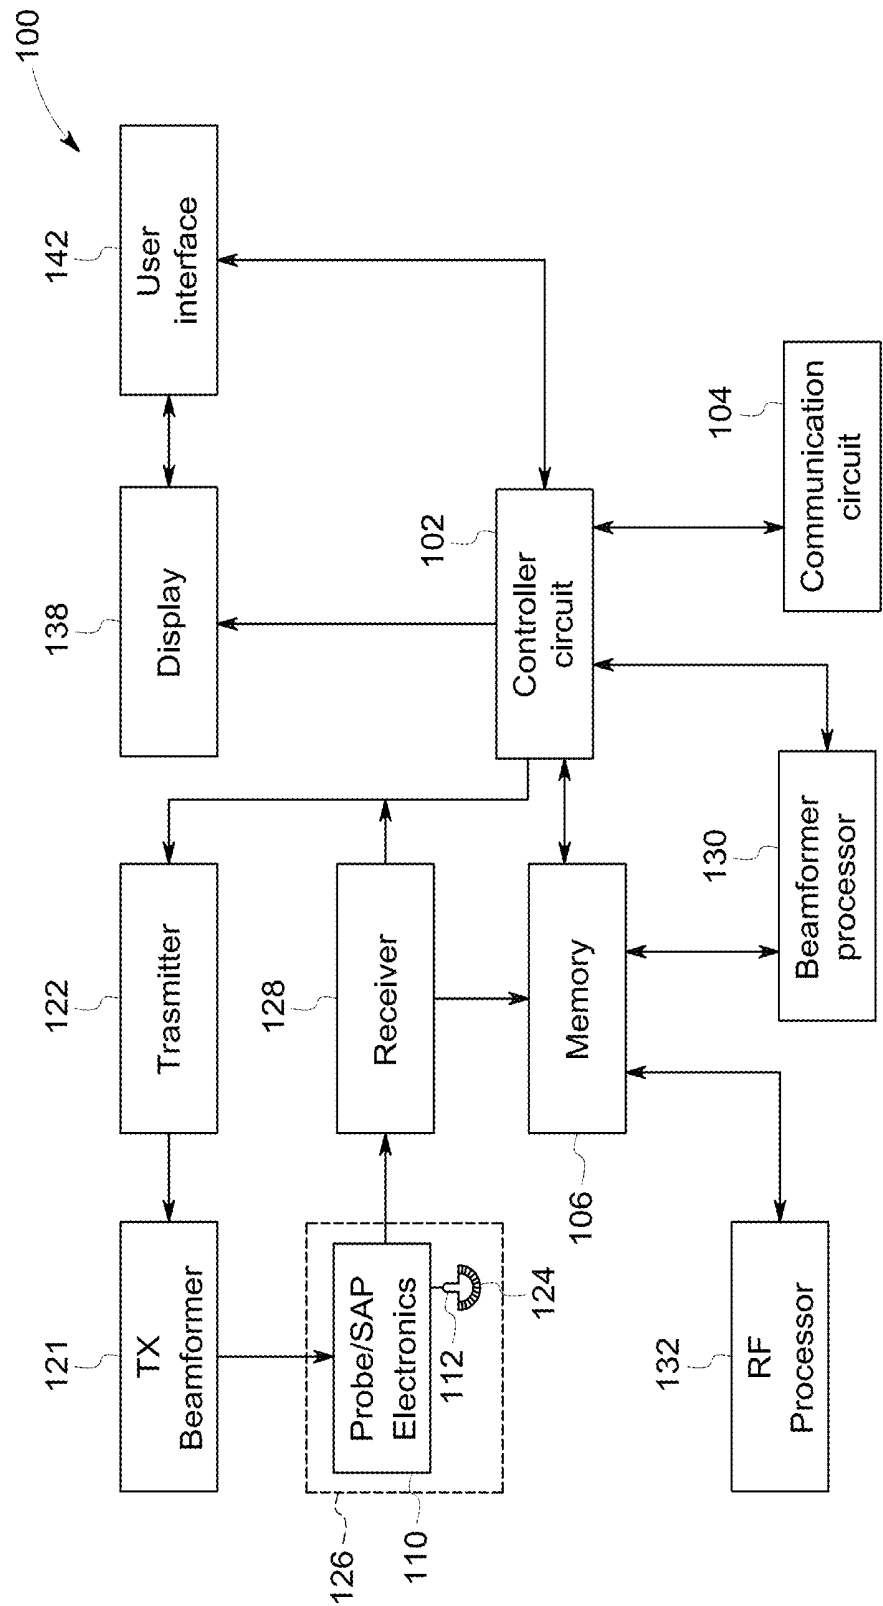 100
121
TX
Beamformer
122
Trasmitter
138
Display
142
User
interface
126
110
Probe/SAP
Electronics
112
124
128
Receiver
102
Controller
circuit
106
Memory
104
Communication
circuit
132
RF
Processor
130
Beamformer
processor